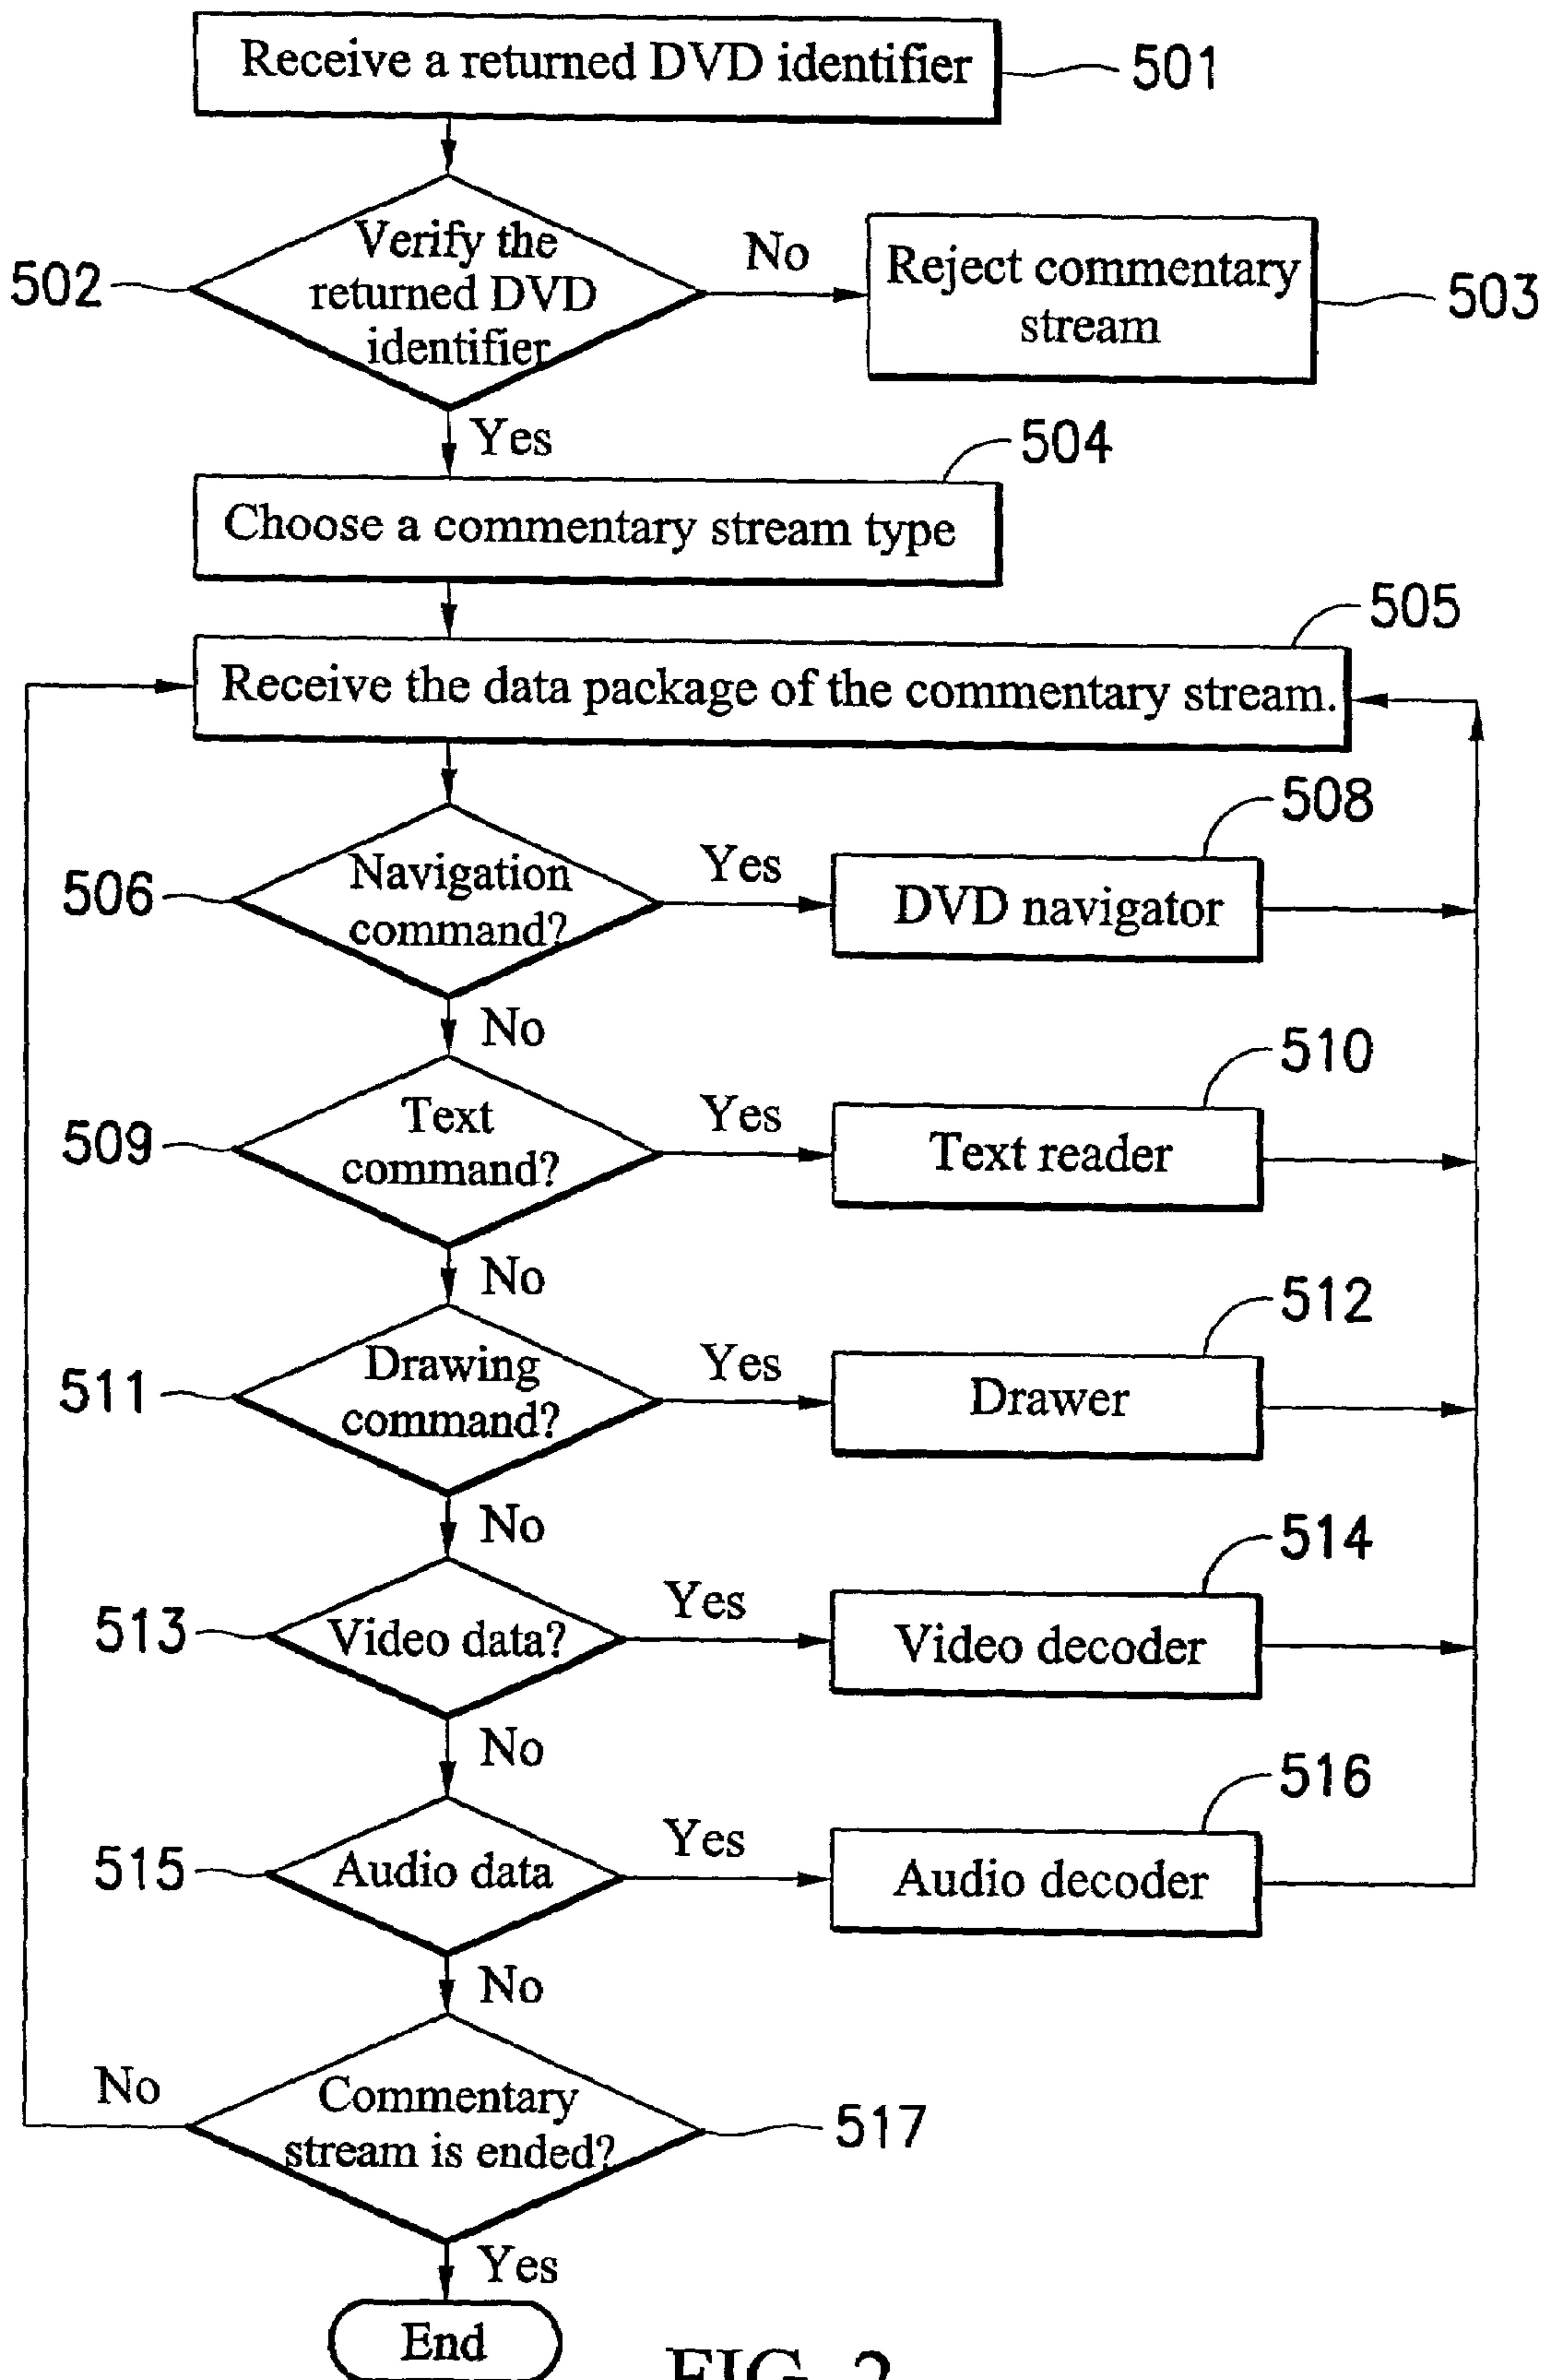 Receive a returned DVD identifier
501
Verify the
returned DVD
identifier
502
No
Reject commentary
stream
503
Yes
504
Choose a commentary stream type
505
Receive the data package of the commentary stream.
506
Navigation
command?
Yes
508
DVD navigator
No
509
Text
command?
Yes
510
Text reader
No
511
Drawing
command?
Yes
512
Drawer
No
513
Video data?
Yes
514
Video decoder
No
515
Audio data
Yes
516
Audio decoder
No
No
Commentary
stream is ended?
517
Yes
End
FIG. 2